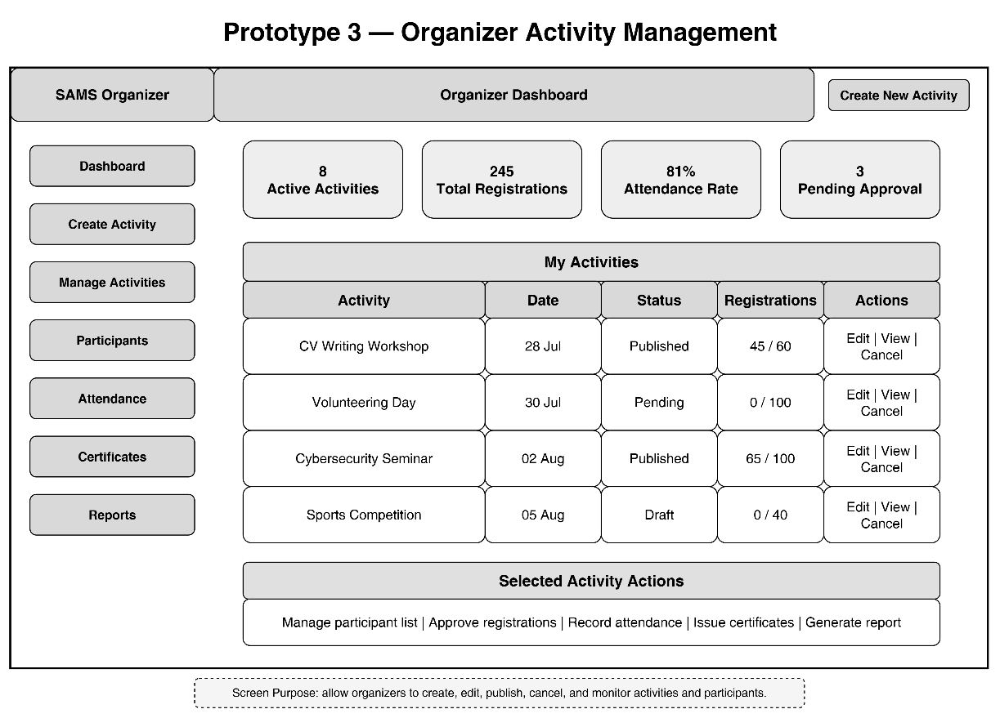 Prototype 3 — Organizer Activity Management
SAMS Organizer
Organizer Dashboard
Create New Activity
Dashboard
Create Activity
Manage Activities
Participants
Attendance
Certificates
Reports
8
Active Activities
245
Total Registrations
81%
Attendance Rate
3
Pending Approval
My Activities
Activity Date Status Registrations Actions
CV Writing Workshop 28 Jul Published 45 / 60 Edit | View |
Cancel
Volunteering Day 30 Jul Pending 0 / 100 Edit | View |
Cancel
Cybersecurity Seminar 02 Aug Published 65 / 100 Edit | View |
Cancel
Sports Competition 05 Aug Draft 0 / 40 Edit | View |
Cancel
Selected Activity Actions
Manage participant list | Approve registrations | Record attendance | Issue certificates | Generate report
Screen Purpose: allow organizers to create, edit, publish, cancel, and monitor activities and participants.